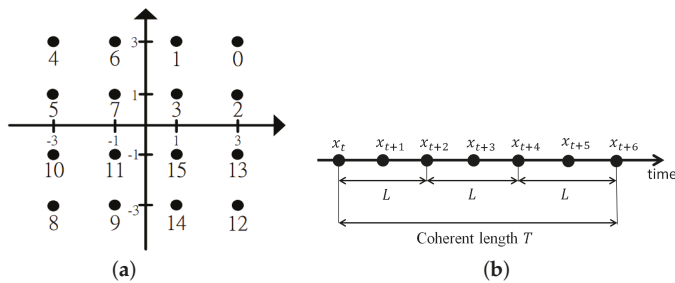 3
4 6 1 0
1
5 7 3 2
-3 -1 1 3
-1
10 11 15 13
-3
8 9 14 12
(a)
x_t x_{t+1} x_{t+2} x_{t+3} x_{t+4} x_{t+5} x_{t+6}
time
L L L
Coherent length T
(b)